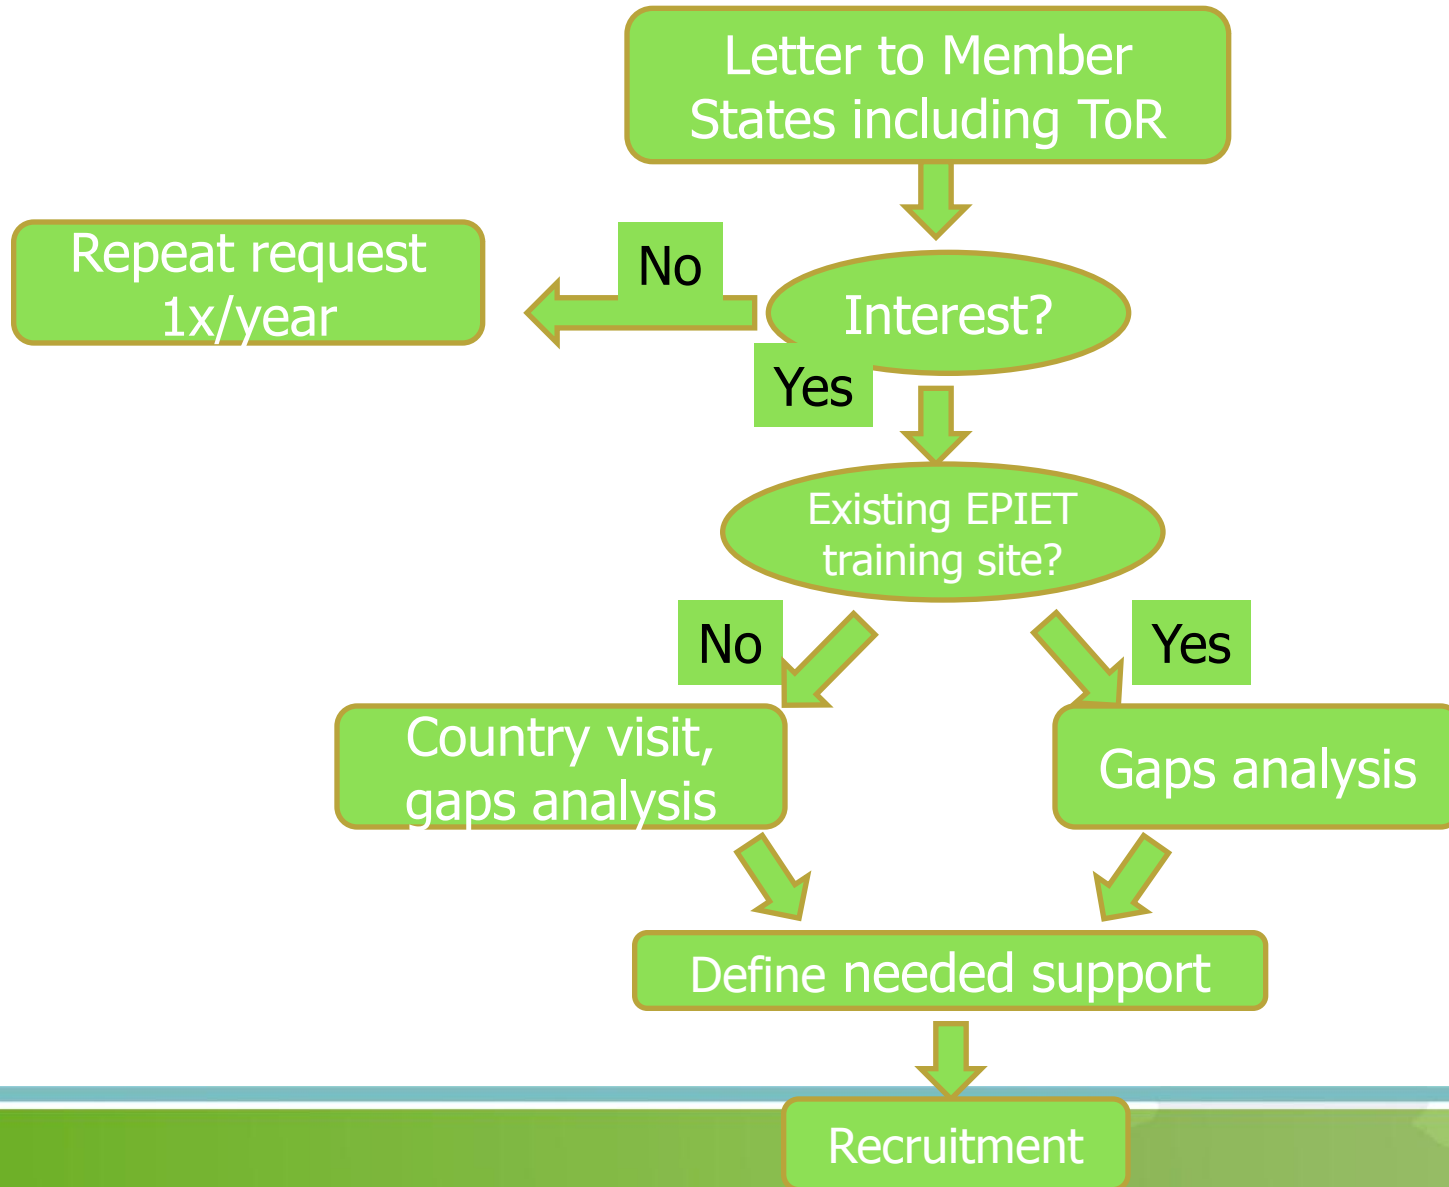 Letter to Member
States including ToR
No
Repeat request
1x/year
Interest?
Yes
Existing EPIET
training site?
No
Yes
Country visit,
gaps analysis
Gaps analysis
Define needed support
Recruitment